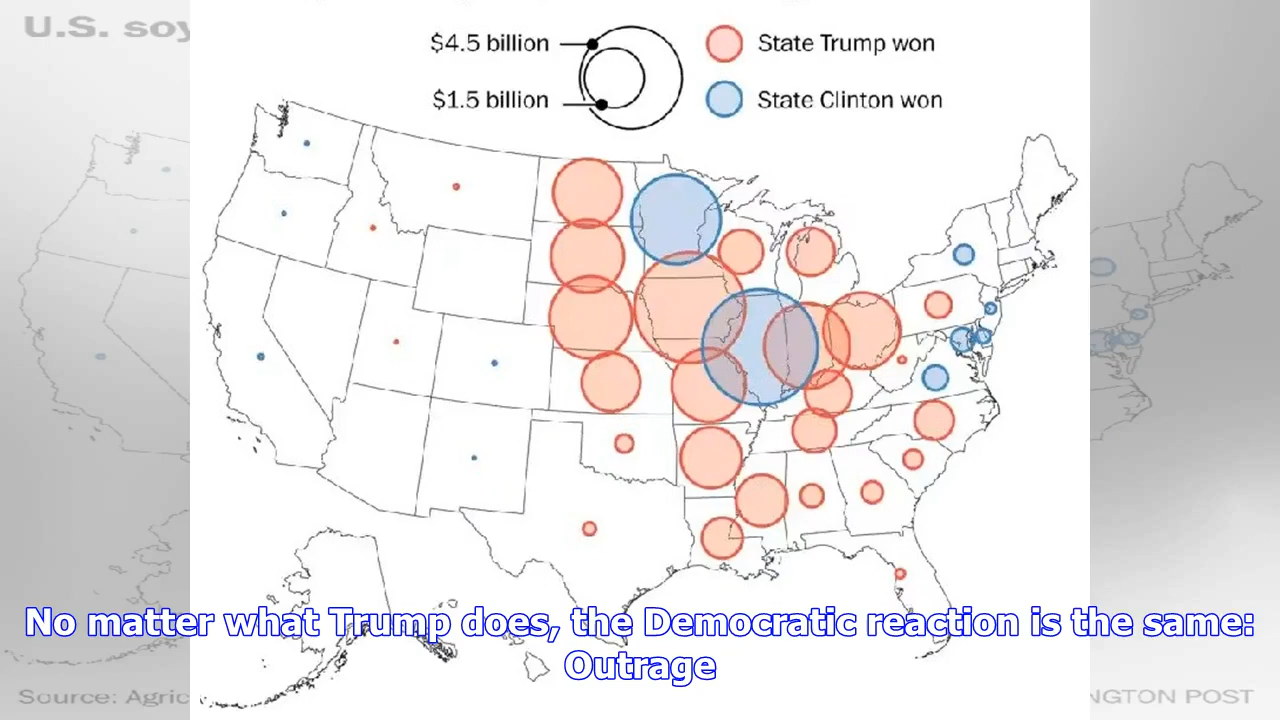 U.S. soy
$4.5 billion
State Trump won
$1.5 billion
State Clinton won
No matter what Trump does, the Democratic reaction is the same:
Outrage
Source: Agric
NGTON POST